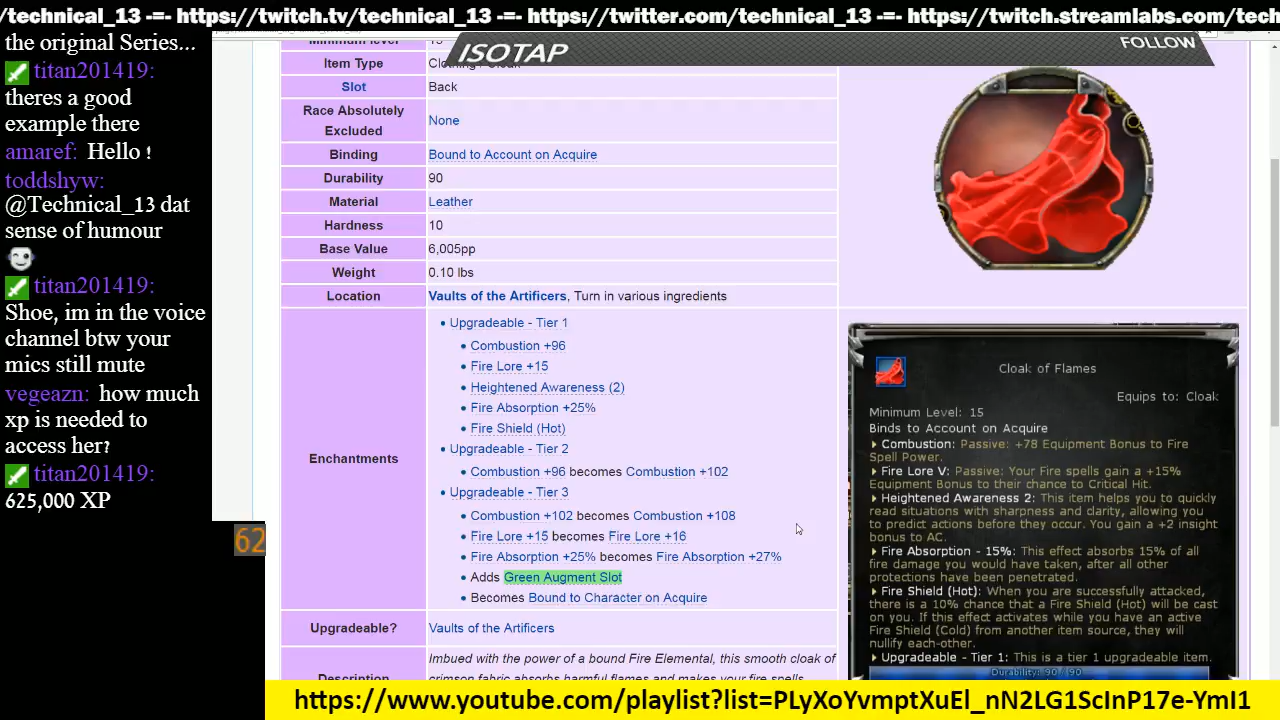 /technical_13 -=- https://twitch.tv/technical_13 -=- https://twitter.com/technical_13 -=- https://twitch.streamlabs.com/tech
the original Series...
titan201419:
theres a good
example there
amaref: Hello !
toddshyw:
@Technical_13 dat
sense of humour
titan201419:
Shoe, im in the voice
channel btw your
mics still mute
vegeazn: how much
xp is needed to
access her?
titan201419:
625,000 XP
62
ISOTAP
FOLLOW
Item Type
Slot Back
Race Absolutely
Excluded
None
Binding Bound to Account on Acquire
Durability 90
Material Leather
Hardness 10
Base Value 6,005pp
Weight 0.10 lbs
Location Vaults of the Artificers, Turn in various ingredients
Enchantments
Upgradeable - Tier 1
Combustion +96
Fire Lore +15
Heightened Awareness (2)
Fire Absorption +25%
Fire Shield (Hot)
Upgradeable - Tier 2
Combustion +96 becomes Combustion +102
Upgradeable - Tier 3
Combustion +102 becomes Combustion +108
Fire Lore +15 becomes Fire Lore +16
Fire Absorption +25% becomes Fire Absorption +27%
Adds Green Augment Slot
Becomes Bound to Character on Acquire
Upgradeable? Vaults of the Artificers
Description
Imbued with the power of a bound Fire Elemental, this smooth cloak of
crimson fabric absorbs harmful flames and makes your fire spells
Cloak of Flames
Equips to: Cloak
Minimum Level: 15
Binds to Account on Acquire
Combustion: Passive: +78 Equipment Bonus to Fire
Spell Power.
Fire Lore V: Passive: Your Fire spells gain a +15%
Equipment Bonus to their chance to Critical Hit.
Heightened Awareness 2: This item helps you to quickly
read situations with sharpness and clarity, allowing you
to predict actions before they occur. You gain a +2 insight
bonus to AC.
Fire Absorption - 15%: This effect absorbs 15% of all
fire damage you would have taken, after all other
protections have been penetrated.
Fire Shield (Hot): When you are successfully attacked,
there is a 10% chance that a Fire Shield (Hot) will be cast
on you. If this effect activates while you have an active
Fire Shield (Cold) from another item source, they will
nullify each-other.
Upgradeable - Tier 1: This is a tier 1 upgradeable item.
Durability: 90 / 90
https://www.youtube.com/playlist?list=PLyXoYvmptXuEl_nN2LG1ScInP17e-YmI1